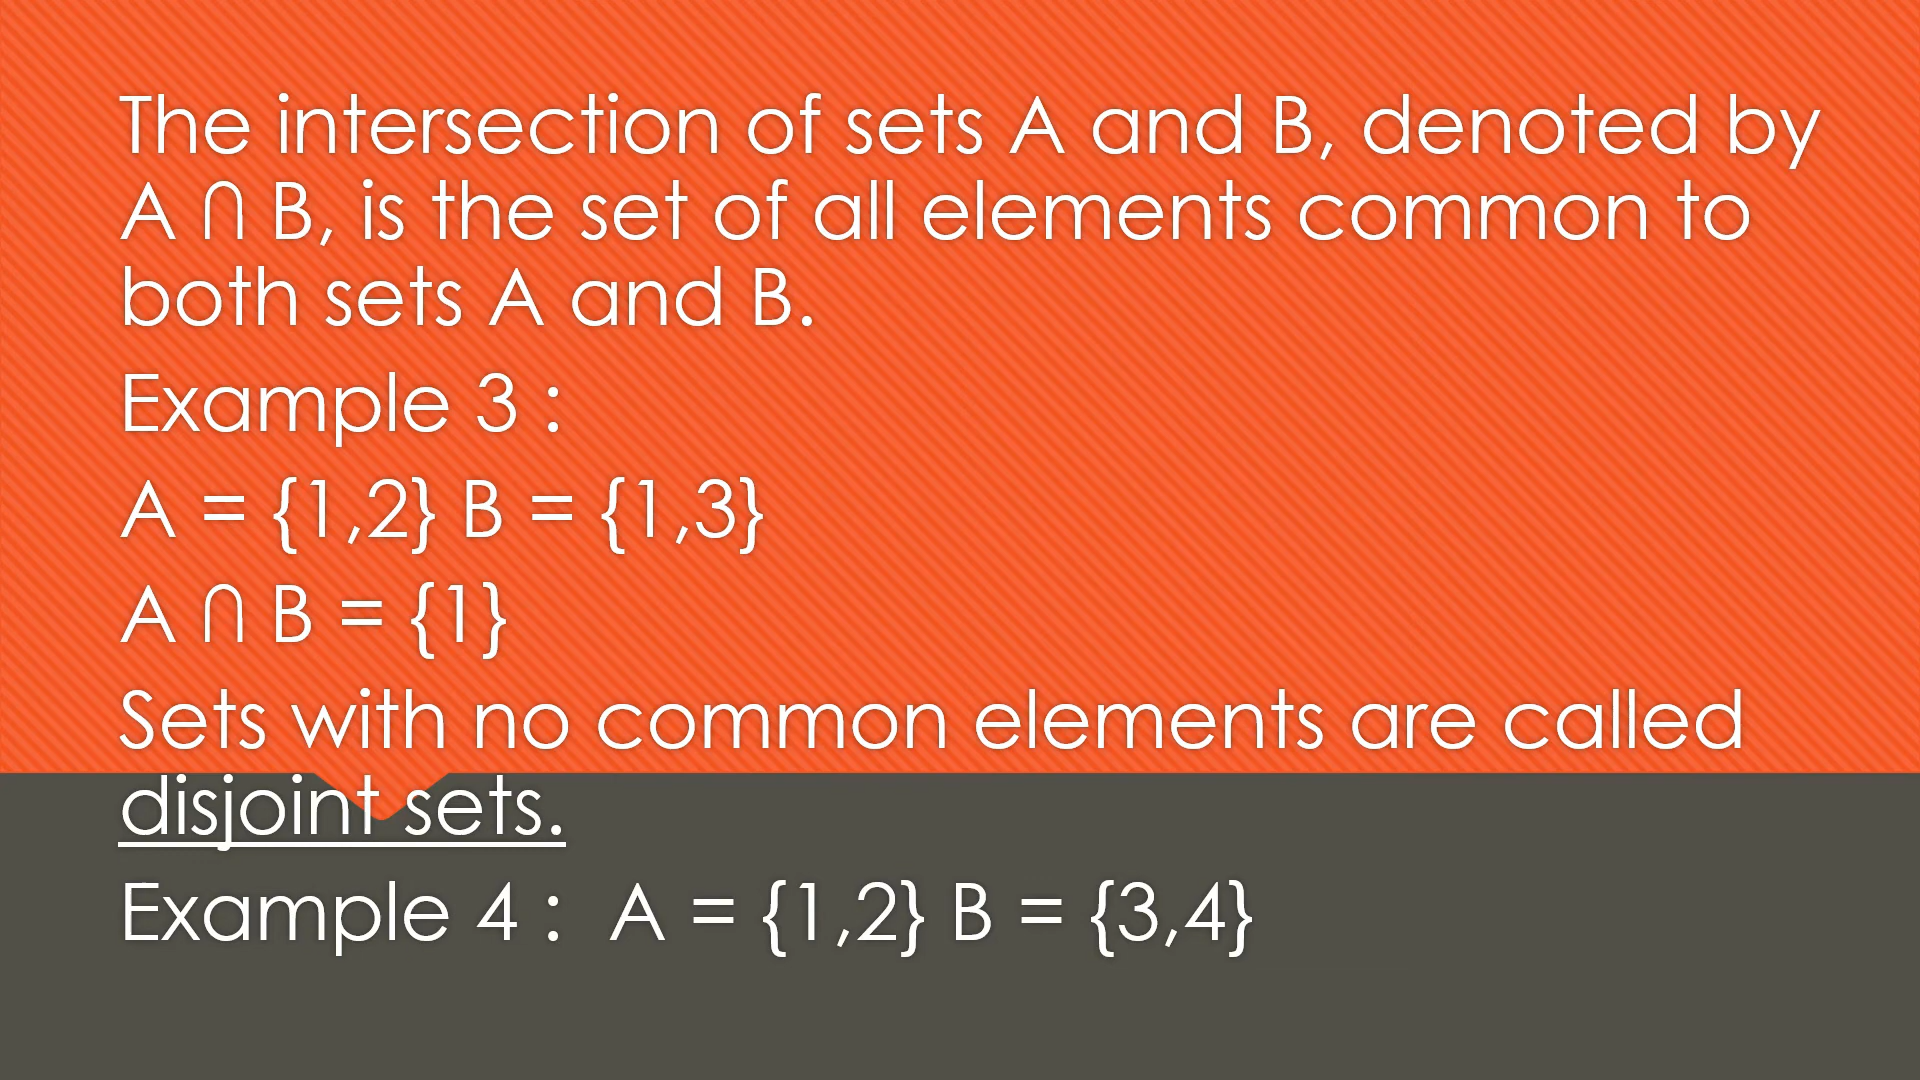 The intersection of sets A and B, denoted by
A ∩ B, is the set of all elements common to
both sets A and B.
Example 3 :
A = {1,2} B = {1,3}
A ∩ B = {1}
Sets with no common elements are called
disjoint sets.
Example 4 :  A = {1,2} B = {3,4}